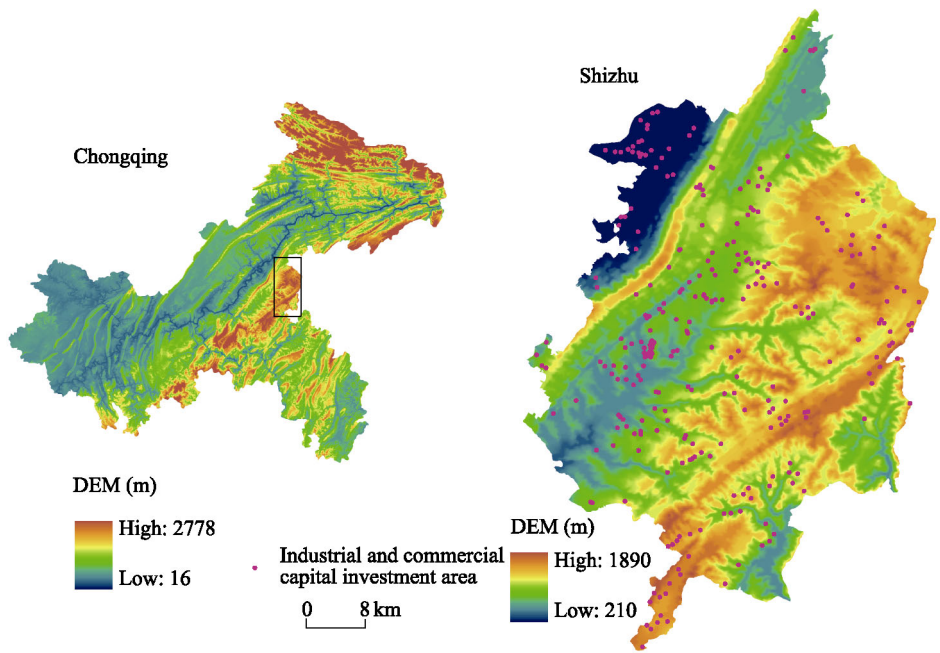 Shizhu
Chongqing
DEM (m)
High: 2778
Low: 16
Industrial and commercial
capital investment area
0 8 km
DEM (m)
High: 1890
Low: 210